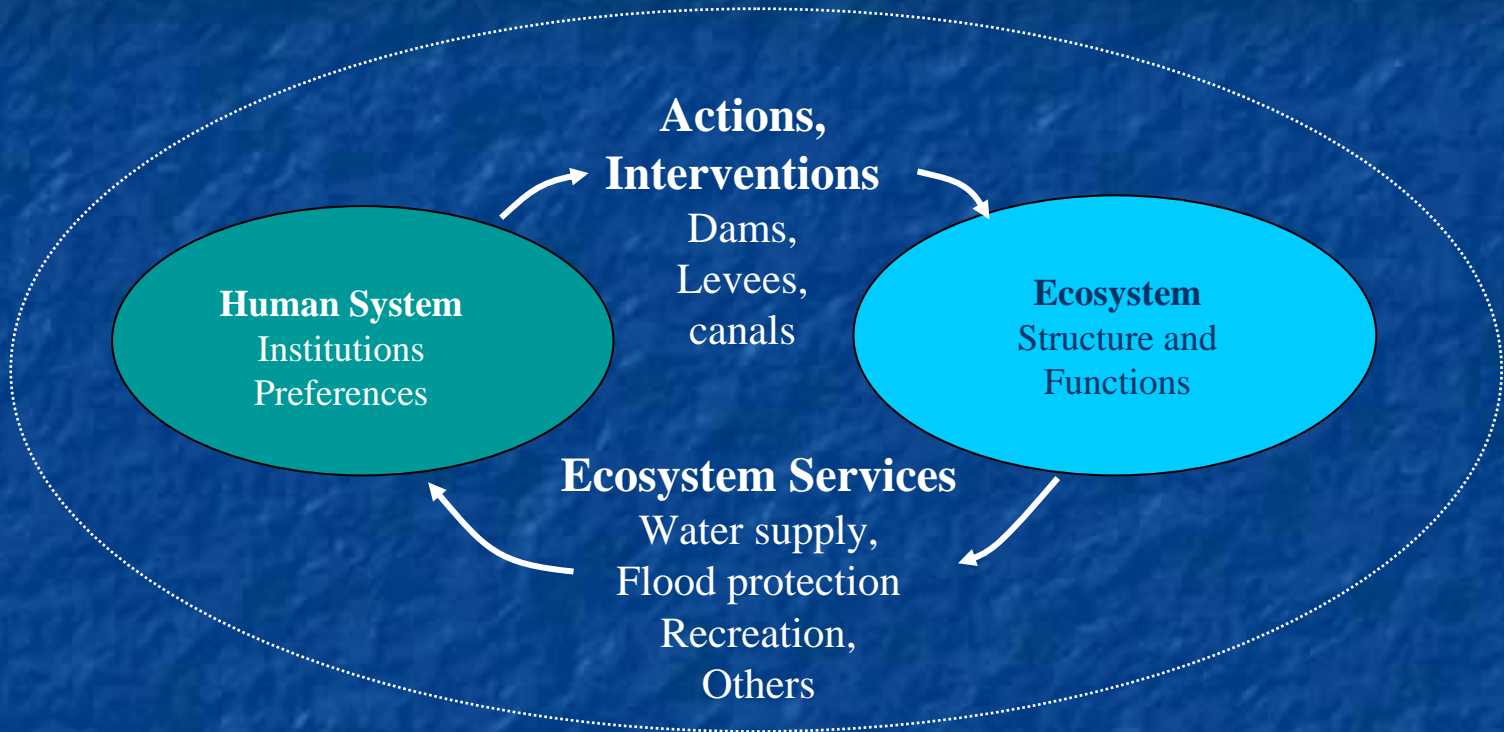 Actions,
Interventions
Dams,
Levees,
canals
Human System
Institutions
Preferences
Ecosystem
Structure and
Functions
Ecosystem Services
Water supply,
Flood protection
Recreation,
Others